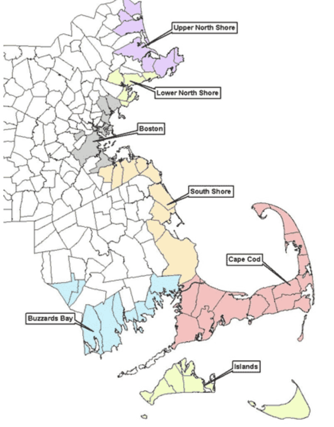 Upper North Shore
Lower North Shore
Boston
South Shore
Cape Cod
Buzzards Bay
Islands